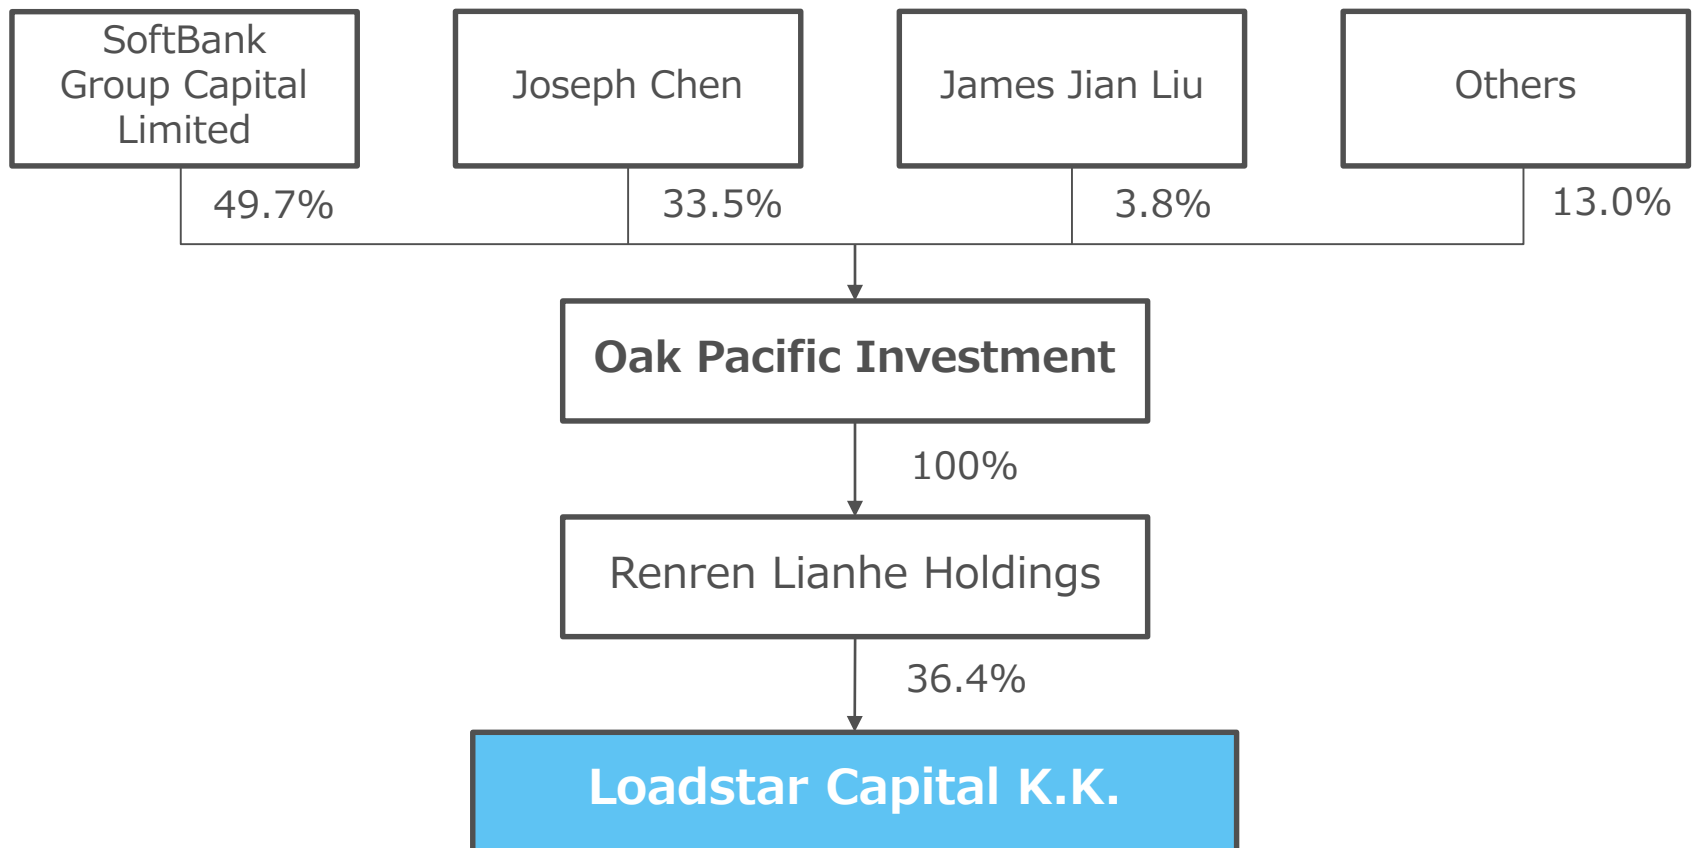 SoftBank
Group Capital
Limited
Joseph Chen
James Jian Liu
Others
49.7%
33.5%
3.8%
13.0%
Oak Pacific Investment
100%
Renren Lianhe Holdings
36.4%
Loadstar Capital K.K.